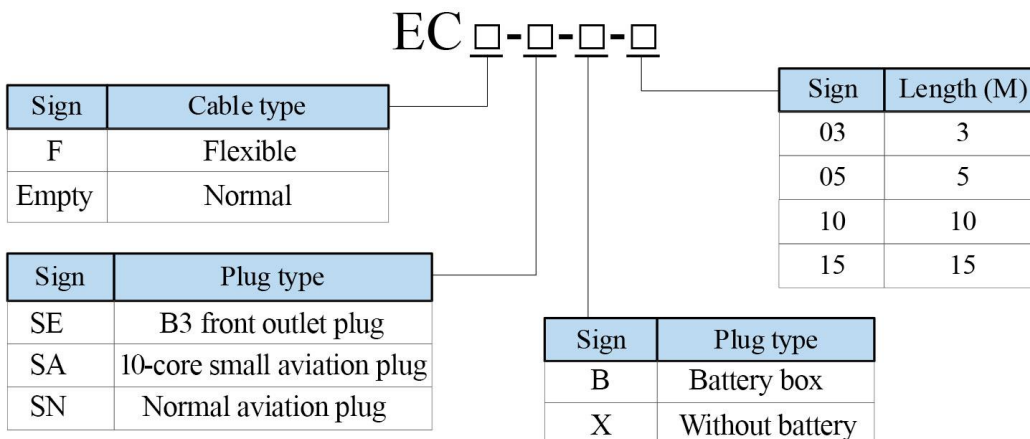 EC □-□-□-□
Sign Cable type
F Flexible
Empty Normal
Sign Plug type
SE B3 front outlet plug
SA 10-core small aviation plug
SN Normal aviation plug
Sign Plug type
B Battery box
X Without battery
Sign Length (M)
03 3
05 5
10 10
15 15